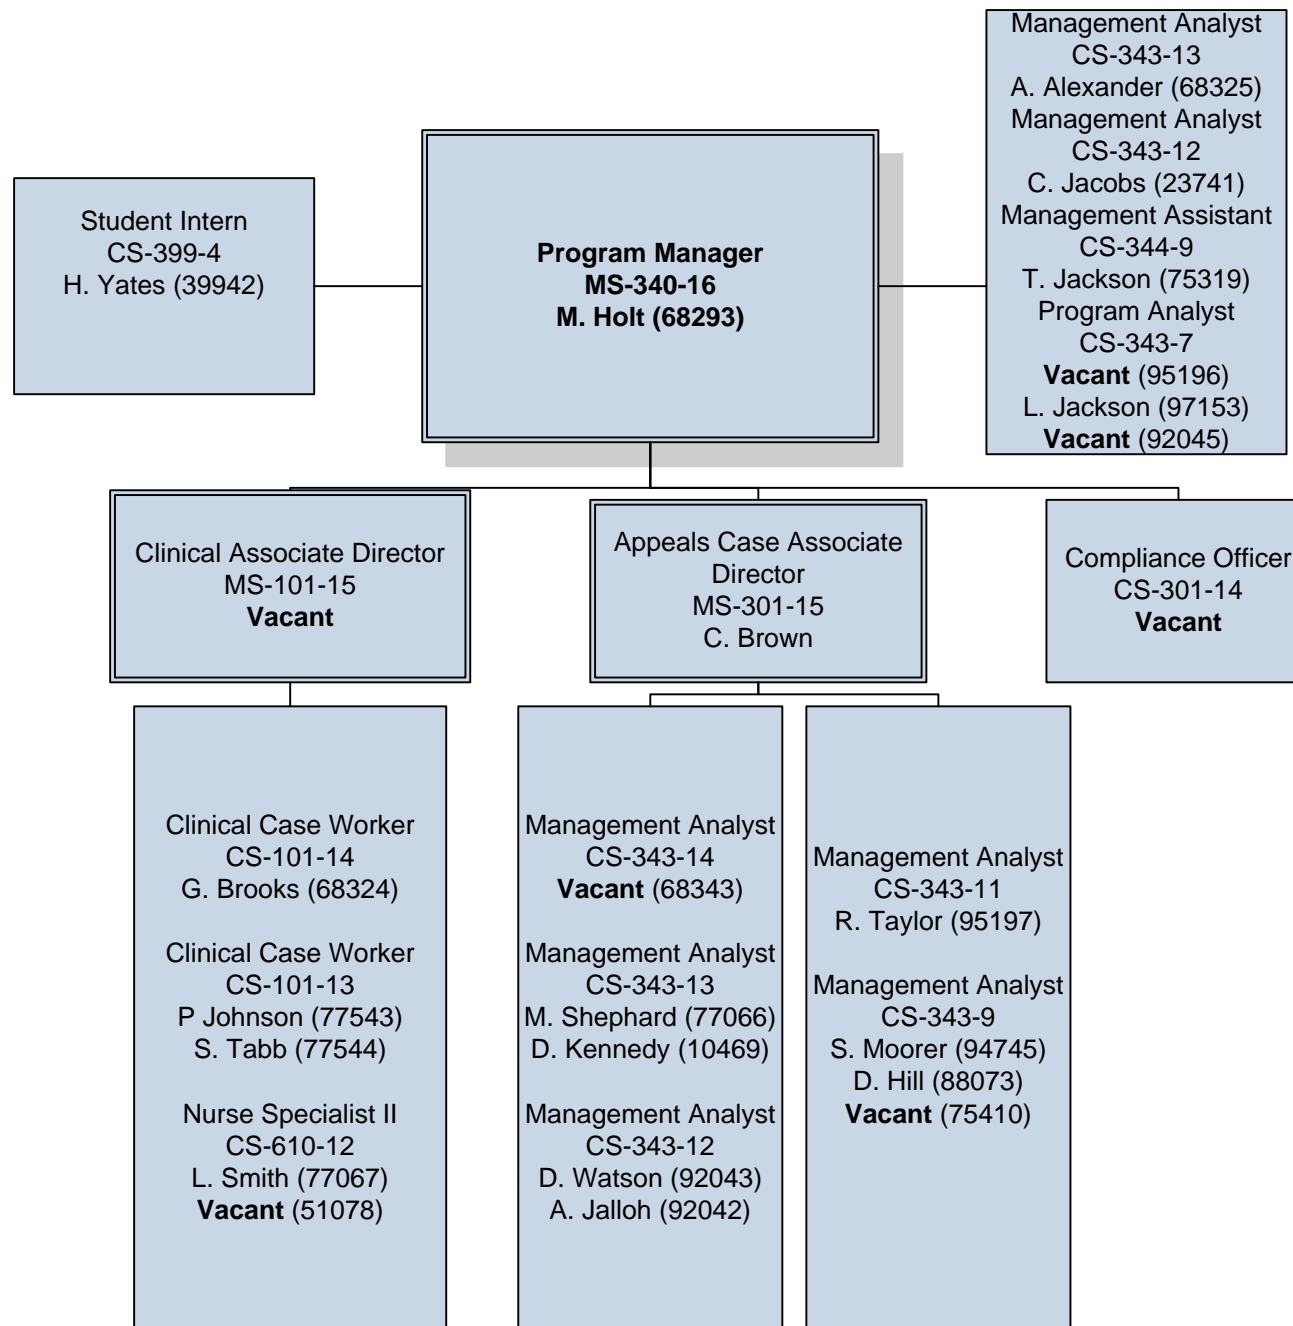 Management Analyst
CS-343-13
A. Alexander (68325)
Management Analyst
CS-343-12
C. Jacobs (23741)
Management Assistant
CS-344-9
T. Jackson (75319)
Program Analyst
CS-343-7
Vacant (95196)
L. Jackson (97153)
Vacant (92045)
Student Intern
CS-399-4
H. Yates (39942)
Program Manager
MS-340-16
M. Holt (68293)
Clinical Associate Director
MS-101-15
Vacant
Appeals Case Associate
Director
MS-301-15
C. Brown
Compliance Officer
CS-301-14
Vacant
Clinical Case Worker
CS-101-14
G. Brooks (68324)
Clinical Case Worker
CS-101-13
P Johnson (77543)
S. Tabb (77544)
Nurse Specialist II
CS-610-12
L. Smith (77067)
Vacant (51078)
Management Analyst
CS-343-14
Vacant (68343)
Management Analyst
CS-343-13
M. Shephard (77066)
D. Kennedy (10469)
Management Analyst
CS-343-12
D. Watson (92043)
A. Jalloh (92042)
Management Analyst
CS-343-11
R. Taylor (95197)
Management Analyst
CS-343-9
S. Moorer (94745)
D. Hill (88073)
Vacant (75410)